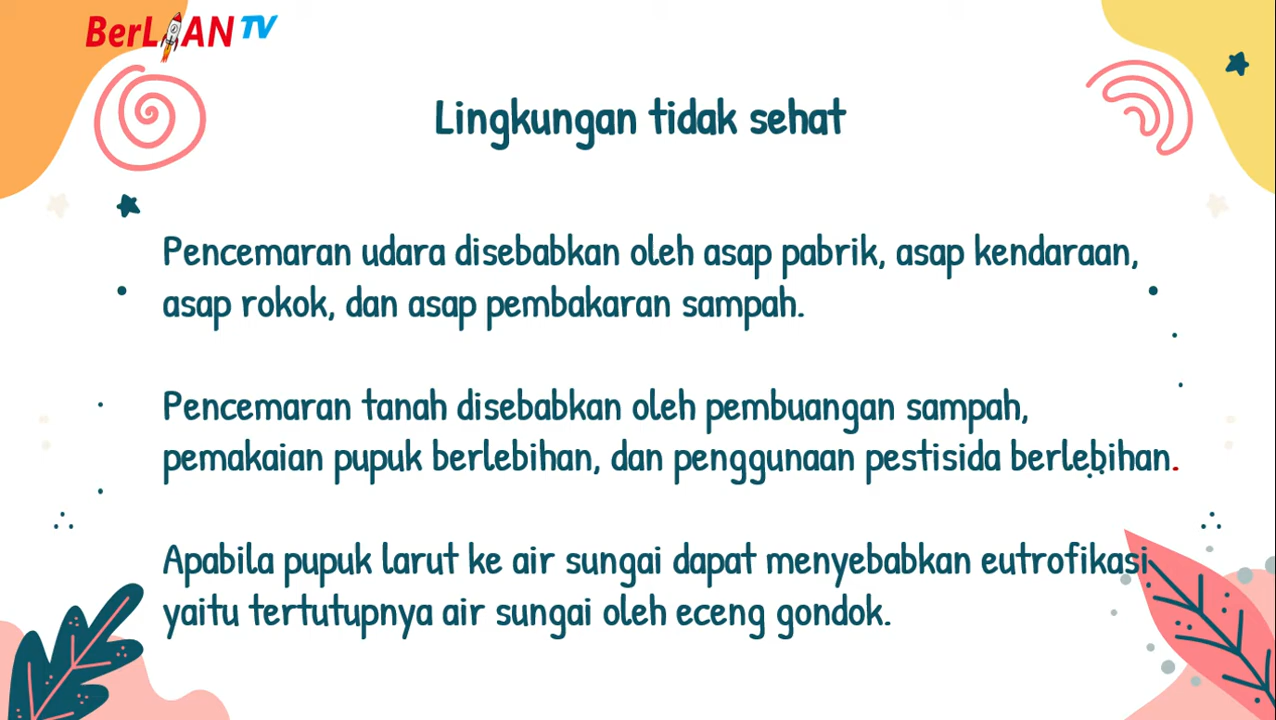 BerLIAN TV
Lingkungan tidak sehat
Pencemaran udara disebabkan oleh asap pabrik, asap kendaraan,
asap rokok, dan asap pembakaran sampah.
Pencemaran tanah disebabkan oleh pembuangan sampah,
pemakaian pupuk berlebihan, dan penggunaan pestisida berlebihan.
Apabila pupuk larut ke air sungai dapat menyebabkan eutrofikasi
yaitu tertutupnya air sungai oleh eceng gondok.